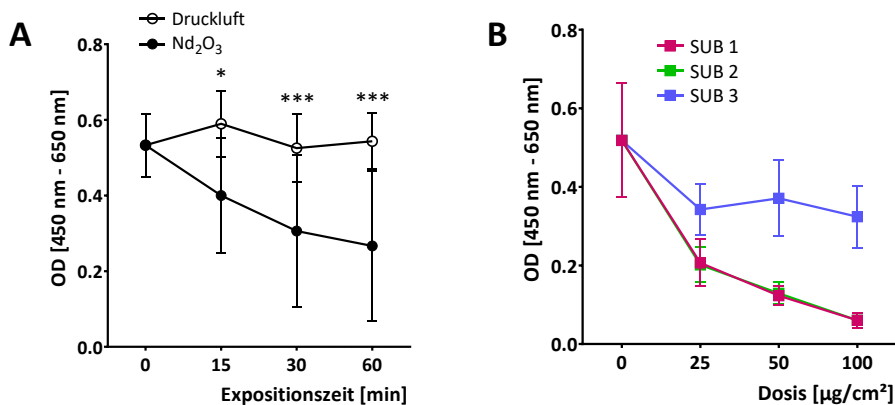 A
Druckluft
Nd₂O₃
OD [450 nm - 650 nm]
0.8
0.6
0.4
0.2
0.0
*
***
***
0 15 30 60
Expositionszeit [min]
B
SUB 1
SUB 2
SUB 3
OD [450 nm - 650 nm]
0.8
0.6
0.4
0.2
0.0
0 25 50 100
Dosis [µg/cm²]